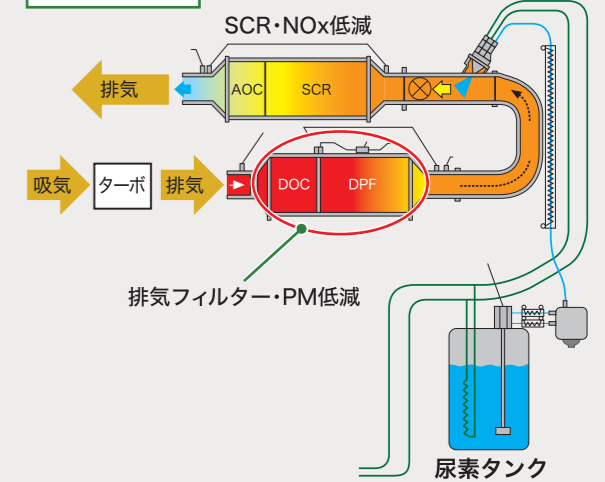 SCR・NOx低減
排気
AOC
SCR
吸気
ターボ
排気
DOC
DPF
排気フィルター・PM低減
尿素タンク